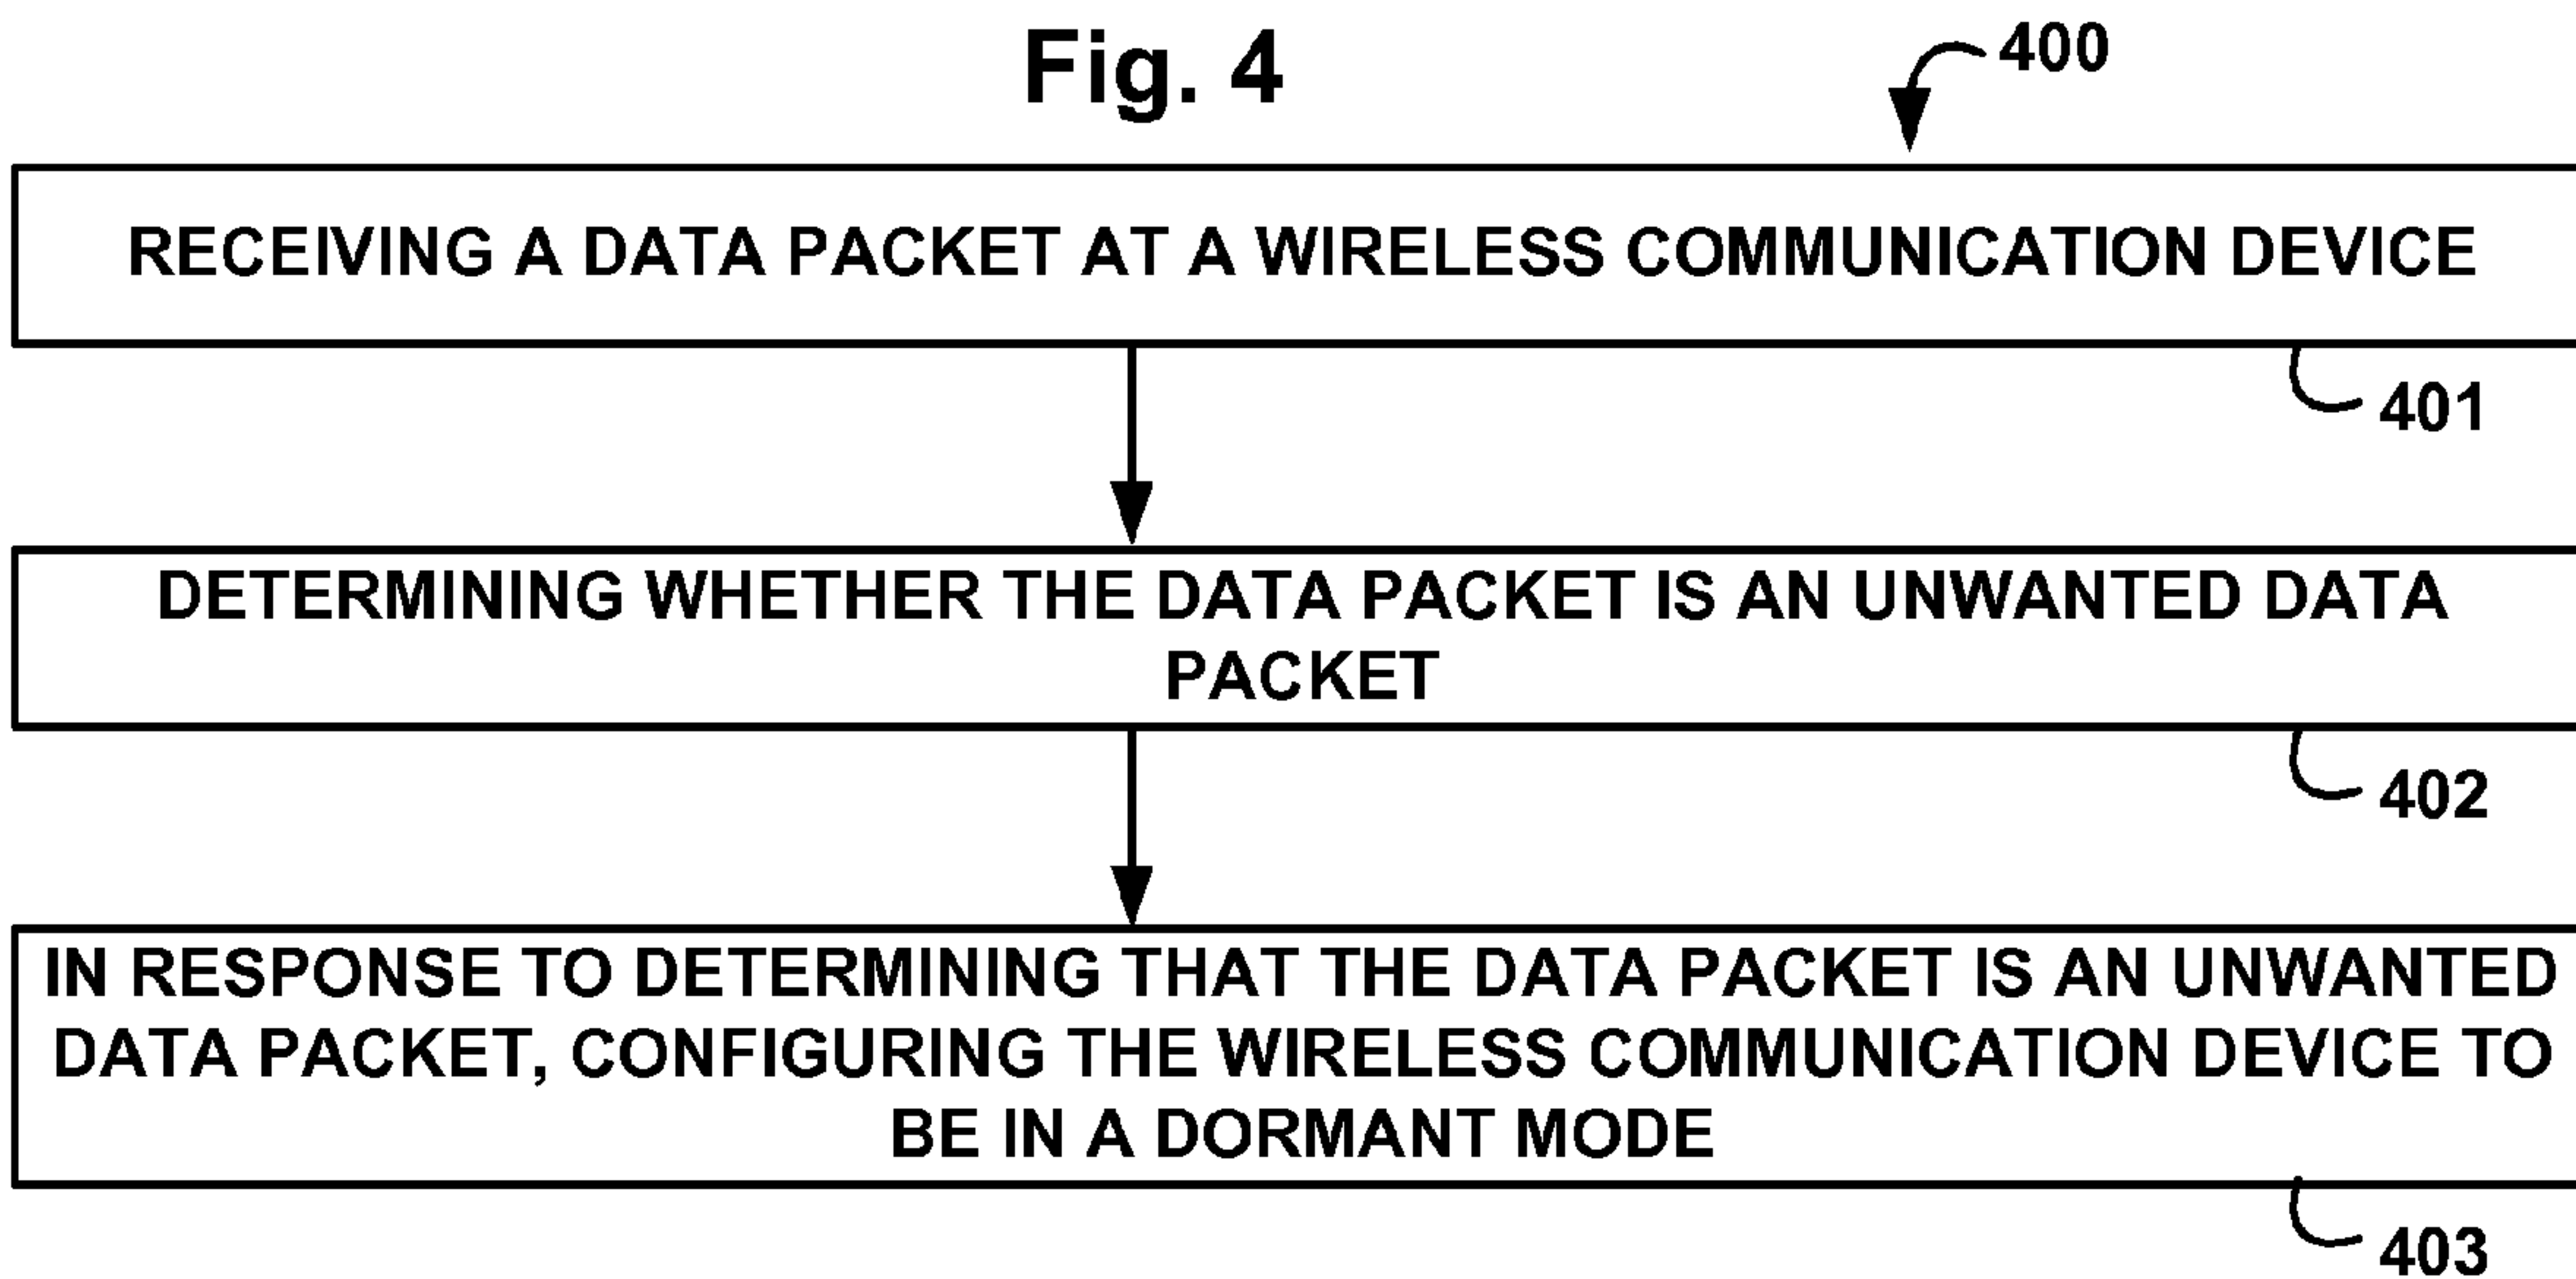 Fig. 4
400
RECEIVING A DATA PACKET AT A WIRELESS COMMUNICATION DEVICE
401
DETERMINING WHETHER THE DATA PACKET IS AN UNWANTED DATA
PACKET
402
IN RESPONSE TO DETERMINING THAT THE DATA PACKET IS AN UNWANTED
DATA PACKET, CONFIGURING THE WIRELESS COMMUNICATION DEVICE TO
BE IN A DORMANT MODE
403